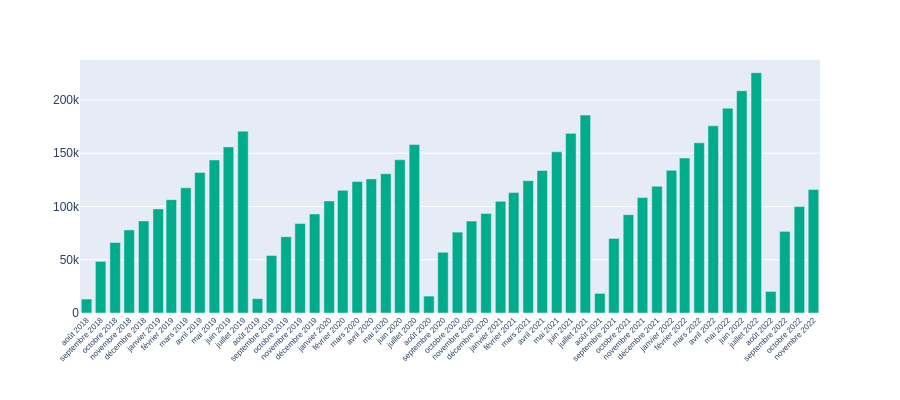 200k
150k
100k
50k
0
août 2018
septembre 2018
octobre 2018
novembre 2018
décembre 2018
janvier 2019
février 2019
mars 2019
avril 2019
mai 2019
juin 2019
juillet 2019
août 2019
septembre 2019
octobre 2019
novembre 2019
décembre 2019
janvier 2020
février 2020
mars 2020
avril 2020
mai 2020
juin 2020
juillet 2020
août 2020
septembre 2020
octobre 2020
novembre 2020
décembre 2020
janvier 2021
février 2021
mars 2021
avril 2021
mai 2021
juin 2021
juillet 2021
août 2021
septembre 2021
octobre 2021
novembre 2021
décembre 2021
janvier 2022
février 2022
mars 2022
avril 2022
mai 2022
juin 2022
juillet 2022
août 2022
septembre 2022
octobre 2022
novembre 2022